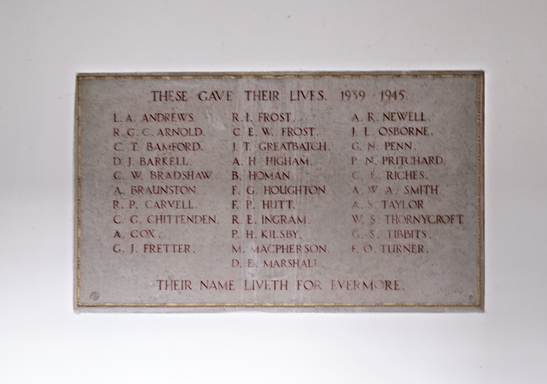 THESE GAVE THEIR LIVES. 1939 - 1945.
L. A. ANDREWS.
R. G. C. ARNOLD.
C. T. BAMFORD.
D. J. BARKELL.
C. W. BRADSHAW.
A. BRAUNSTON.
R. P. CARVELL.
C. G. CHITTENDEN.
A. COX.
G. J. FRETTER.
R. I. FROST.
C. E. W. FROST.
J. T. GREATBATCH.
A. H. HIGHAM.
B. HOMAN.
F. G. HOUGHTON
E. P. HUTT.
R. E. INGRAM.
P. H. KILSBY.
M. MACPHERSON.
D. E. MARSHALL
A. R. NEWELL.
J. L. OSBORNE.
G. N. PENN.
P. N. PRITCHARD.
C. L. RICHES.
A. W. A. SMITH.
A. S. TAYLOR
W. S. THORNYCROFT
G. S. TIBBITS.
F. O. TURNER.
THEIR NAME LIVETH FOR EVERMORE.